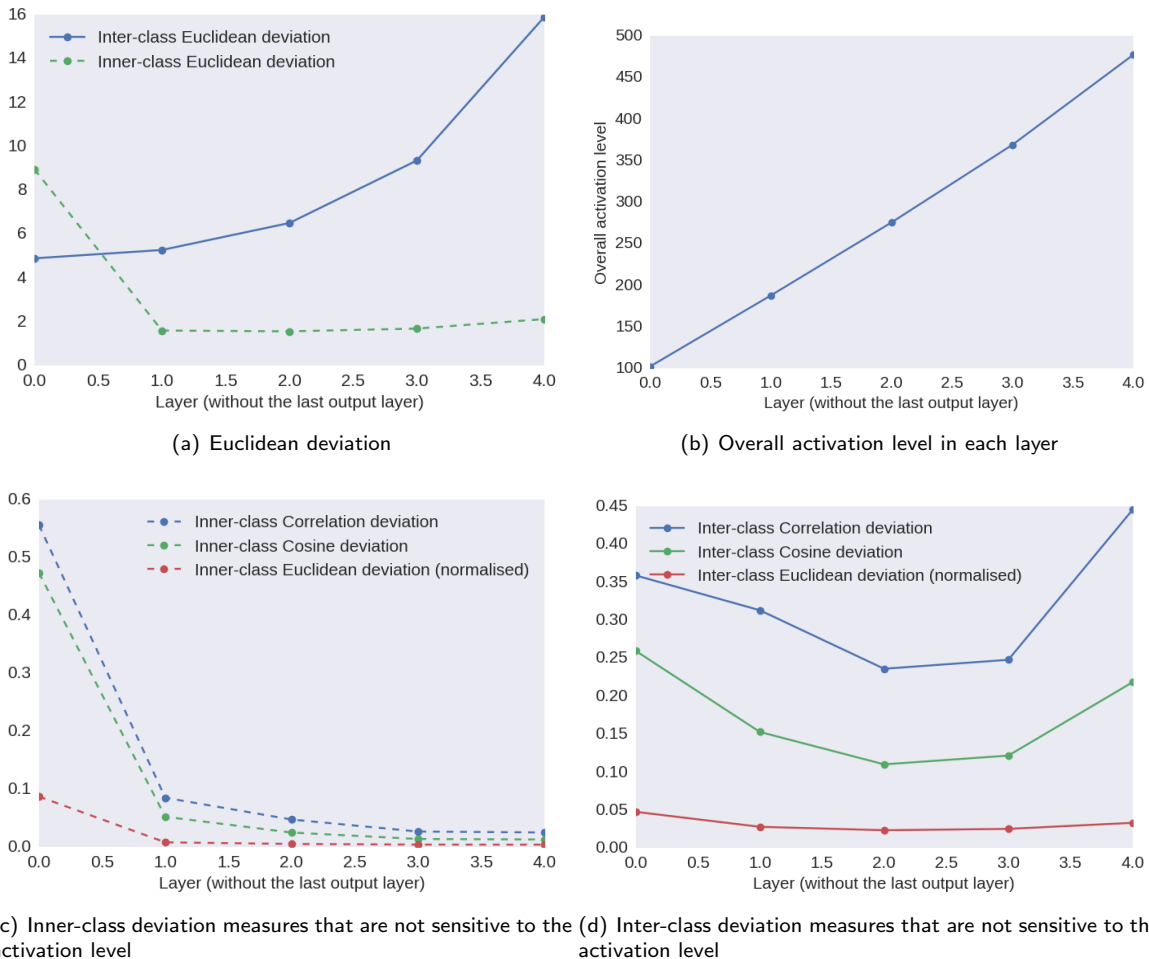 16
14
12
10
8
6
4
2
0
Inter-class Euclidean deviation
Inner-class Euclidean deviation
0.0 0.5 1.0 1.5 2.0 2.5 3.0 3.5 4.0
Layer (without the last output layer)
(a) Euclidean deviation
500
450
400
350
300
250
200
150
100
Overall activation level
0.0 0.5 1.0 1.5 2.0 2.5 3.0 3.5 4.0
Layer (without the last output layer)
(b) Overall activation level in each layer
0.6
0.5
0.4
0.3
0.2
0.1
0.0
Inner-class Correlation deviation
Inner-class Cosine deviation
Inner-class Euclidean deviation (normalised)
0.0 0.5 1.0 1.5 2.0 2.5 3.0 3.5 4.0
Layer (without the last output layer)
c) Inner-class deviation measures that are not sensitive to the
activation level
0.45
0.40
0.35
0.30
0.25
0.20
0.15
0.10
0.05
0.00
Inter-class Correlation deviation
Inter-class Cosine deviation
Inter-class Euclidean deviation (normalised)
0.0 0.5 1.0 1.5 2.0 2.5 3.0 3.5 4.0
Layer (without the last output layer)
(d) Inter-class deviation measures that are not sensitive to th
activation level